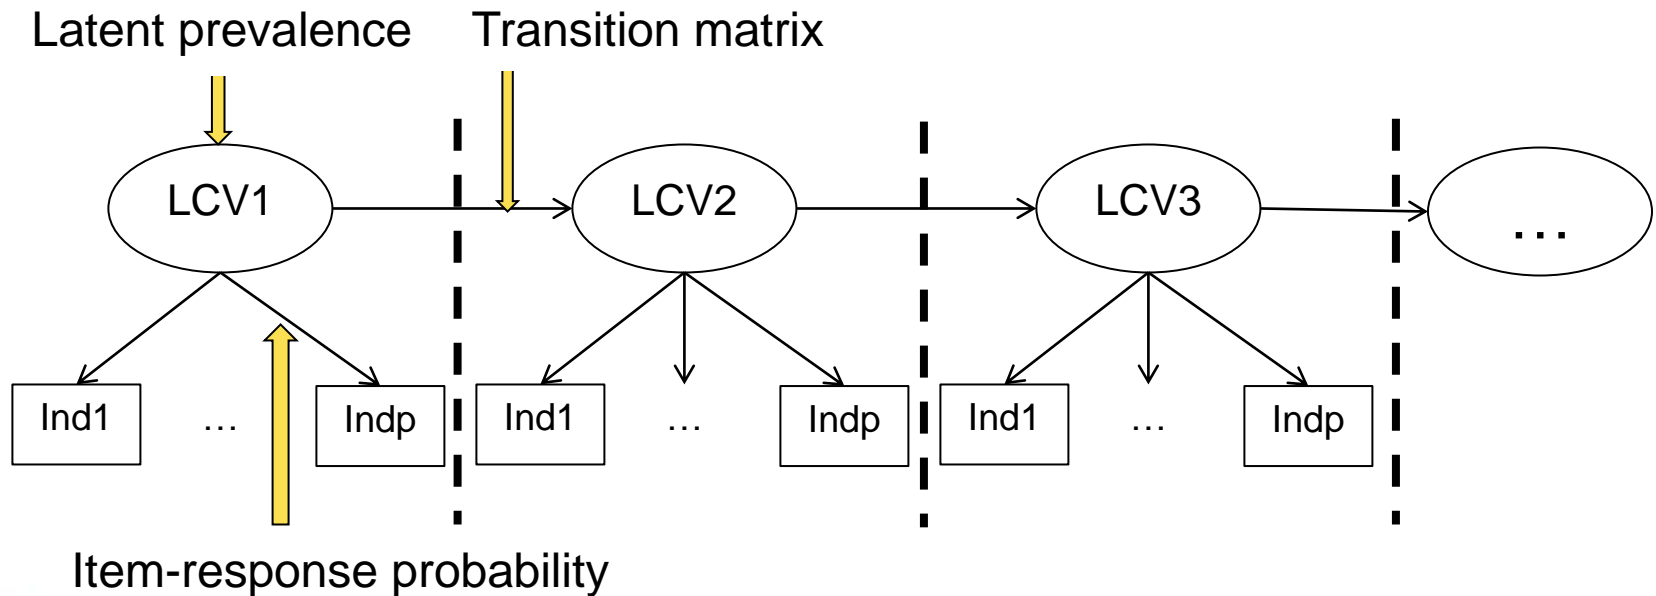 Latent prevalence
Transition matrix
LCV1
LCV2
LCV3
…
Ind1
…
Indp
Ind1
…
Indp
Ind1
…
Indp
Item-response probability